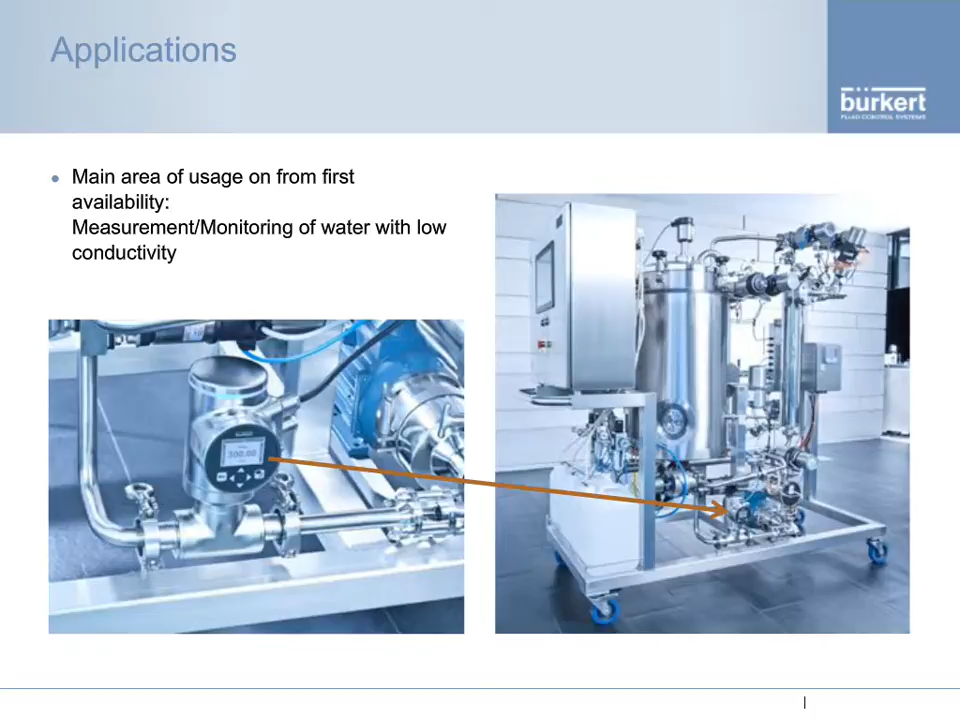 Applications
bürkert
FLUID CONTROL SYSTEMS
Main area of usage on from first
availability:
Measurement/Monitoring of water with low
conductivity
300.00